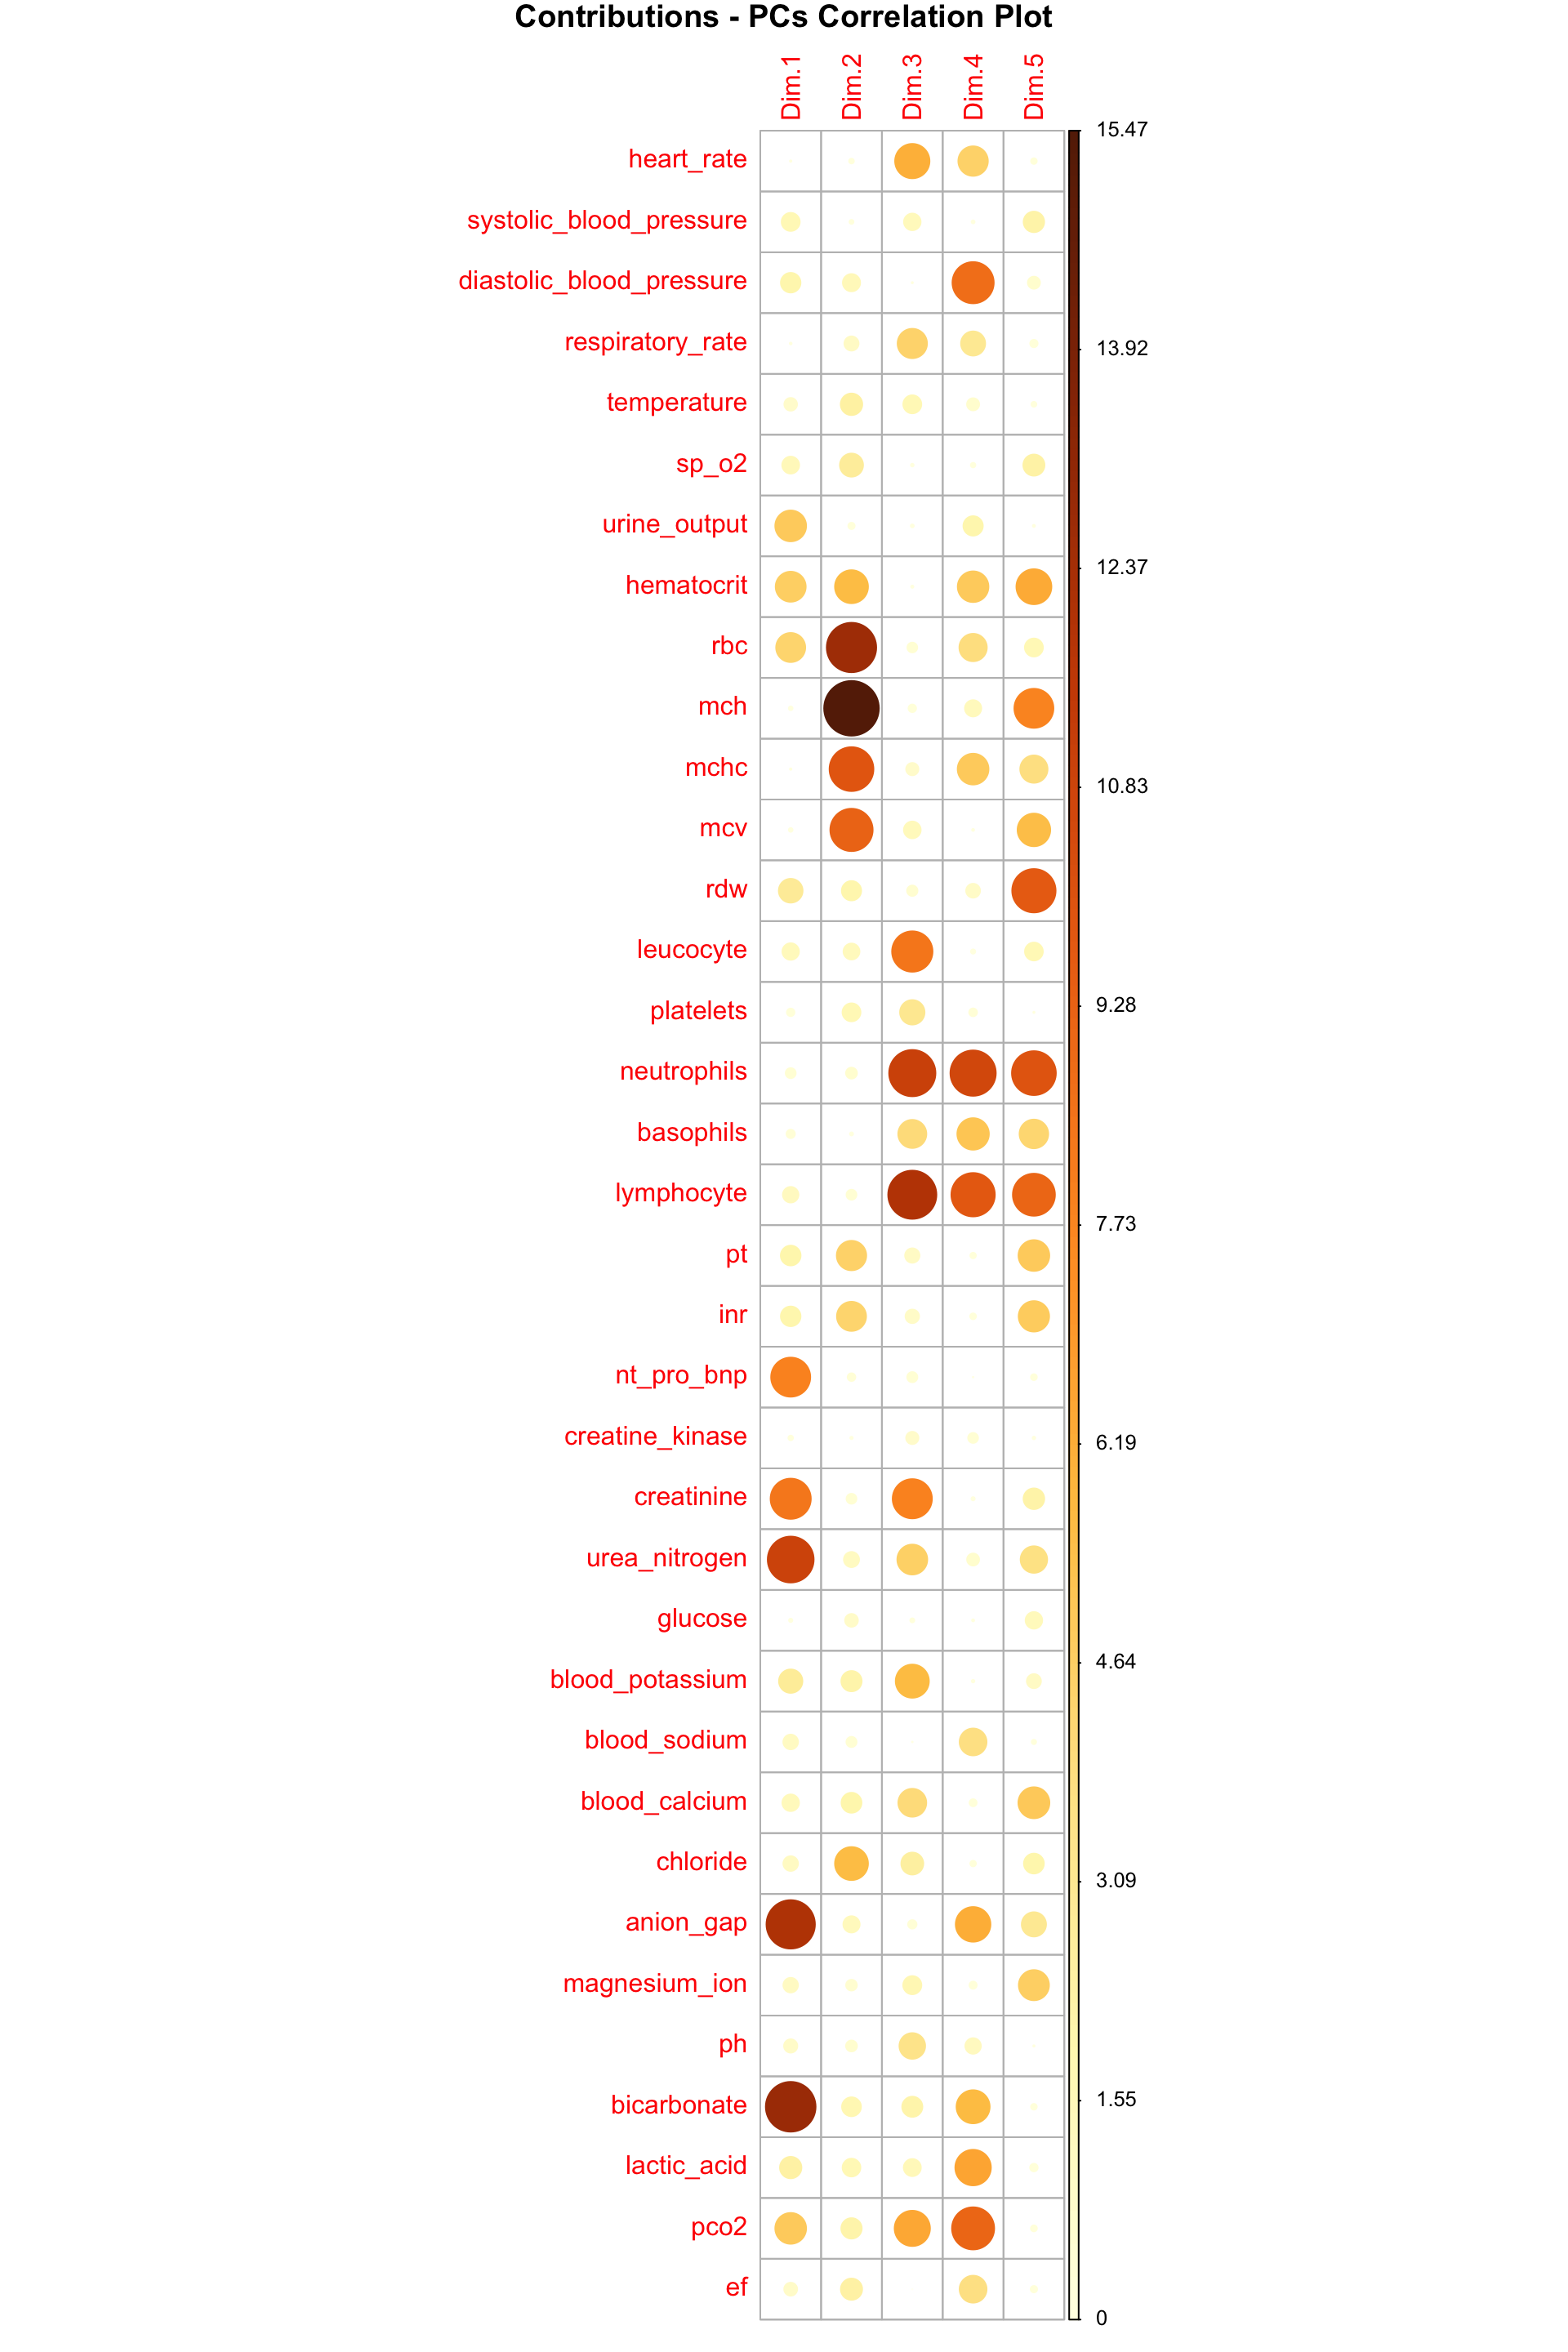 Contributions - PCs Correlation Plot
Dim.1 Dim.2 Dim.3 Dim.4 Dim.5
heart_rate
systolic_blood_pressure
diastolic_blood_pressure
respiratory_rate
temperature
sp_o2
urine_output
hematocrit
rbc
mch
mchc
mcv
rdw
leucocyte
platelets
neutrophils
basophils
lymphocyte
pt
inr
nt_pro_bnp
creatine_kinase
creatinine
urea_nitrogen
glucose
blood_potassium
blood_sodium
blood_calcium
chloride
anion_gap
magnesium_ion
ph
bicarbonate
lactic_acid
pco2
ef
15.47
13.92
12.37
10.83
9.28
7.73
6.19
4.64
3.09
1.55
0